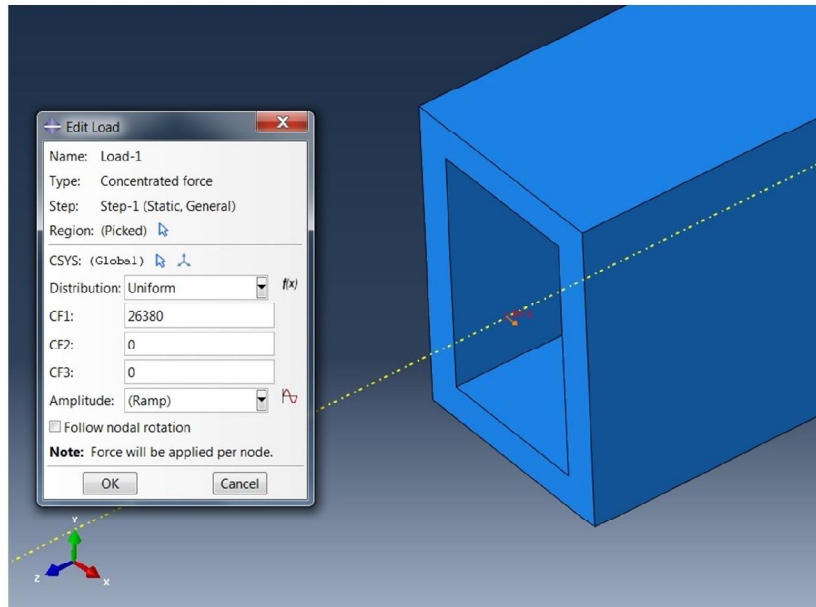 Edit Load
Name: Load-1
Type: Concentrated force
Step: Step-1 (Static, General)
Region: (Picked)
CSYS: (Global)
Distribution: Uniform f(x)
CF1: 26380
CF2: 0
CF3: 0
Amplitude: (Ramp)
Follow nodal rotation
Note: Force will be applied per node.
OK Cancel
Y
Z X